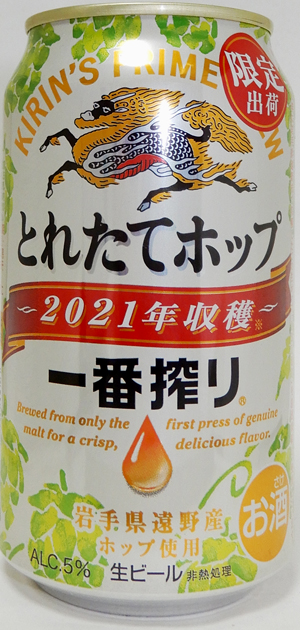 KIRIN'S PRIME
限定
出荷
とれたてホップ
2021年収穫※
一番搾り®
Brewed from only the first press of genuine
malt for a crisp, delicious flavor.
岩手県遠野産
ホップ使用
さけ
お酒
ALC.5% 生ビール 非熱処理